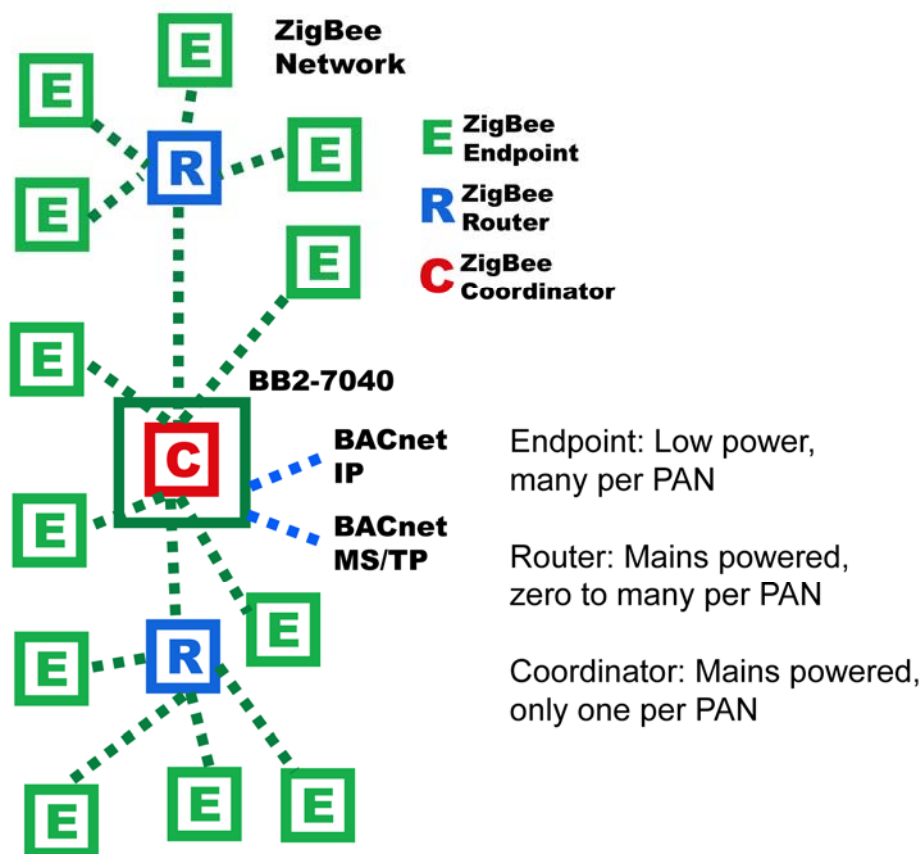 ZigBee
Network
E
E
E
E
R
E
ZigBee
Endpoint
R
ZigBee
Router
C
ZigBee
Coordinator
E
E
BB2-7040
C
BACnet
IP
BACnet
MS/TP
E
E
E
R
E
E
E
Endpoint: Low power,
many per PAN
Router: Mains powered,
zero to many per PAN
Coordinator: Mains powered,
only one per PAN